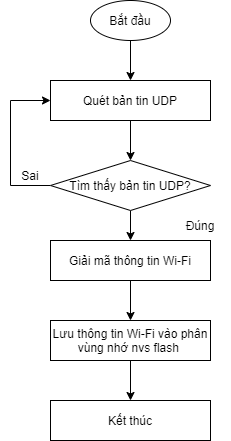 Bắt đầu
Quét bản tin UDP
Tìm thấy bản tin UDP?
Sai
Đúng
Giải mã thông tin Wi-Fi
Lưu thông tin Wi-Fi vào phân
vùng nhớ nvs flash
Kết thúc